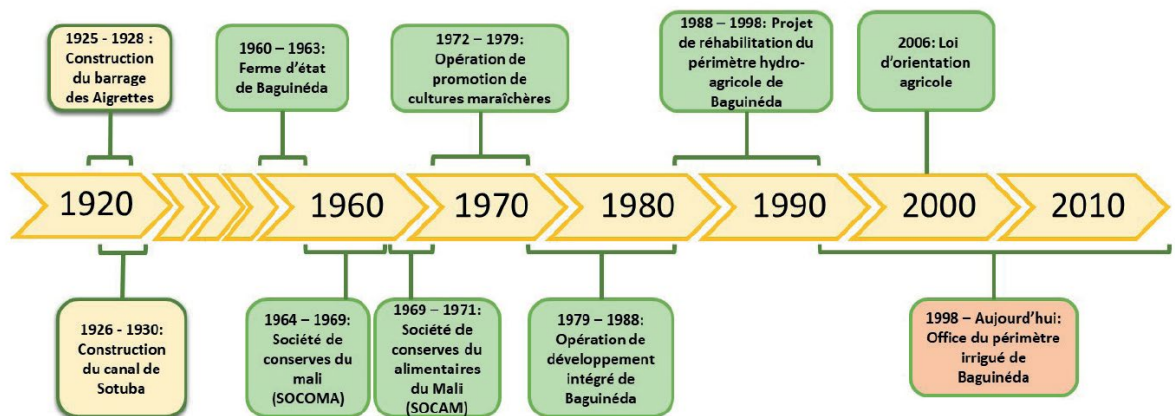 1925 - 1928 :
Construction
du barrage
des Aigrettes
1960 – 1963:
Ferme d'état
de Baguinéda
1972 – 1979:
Opération de
promotion de
cultures maraîchères
1988 – 1998: Projet
de réhabilitation du
périmètre hydro-
agricole de
Baguinéda
2006: Loi
d'orientation
agricole
1920
1960
1970
1980
1990
2000
2010
1926 - 1930:
Construction
du canal de
Sotuba
1964 – 1969:
Société de
conserves du
mali
(SOCOMA)
1969 – 1971:
Société de
conserves du
alimentaires
du Mali
(SOCAM)
1979 – 1988:
Opération de
développement
intégré de
Baguinéda
1998 – Aujourd'hui:
Office du périmètre
irrigué de
Baguinéda